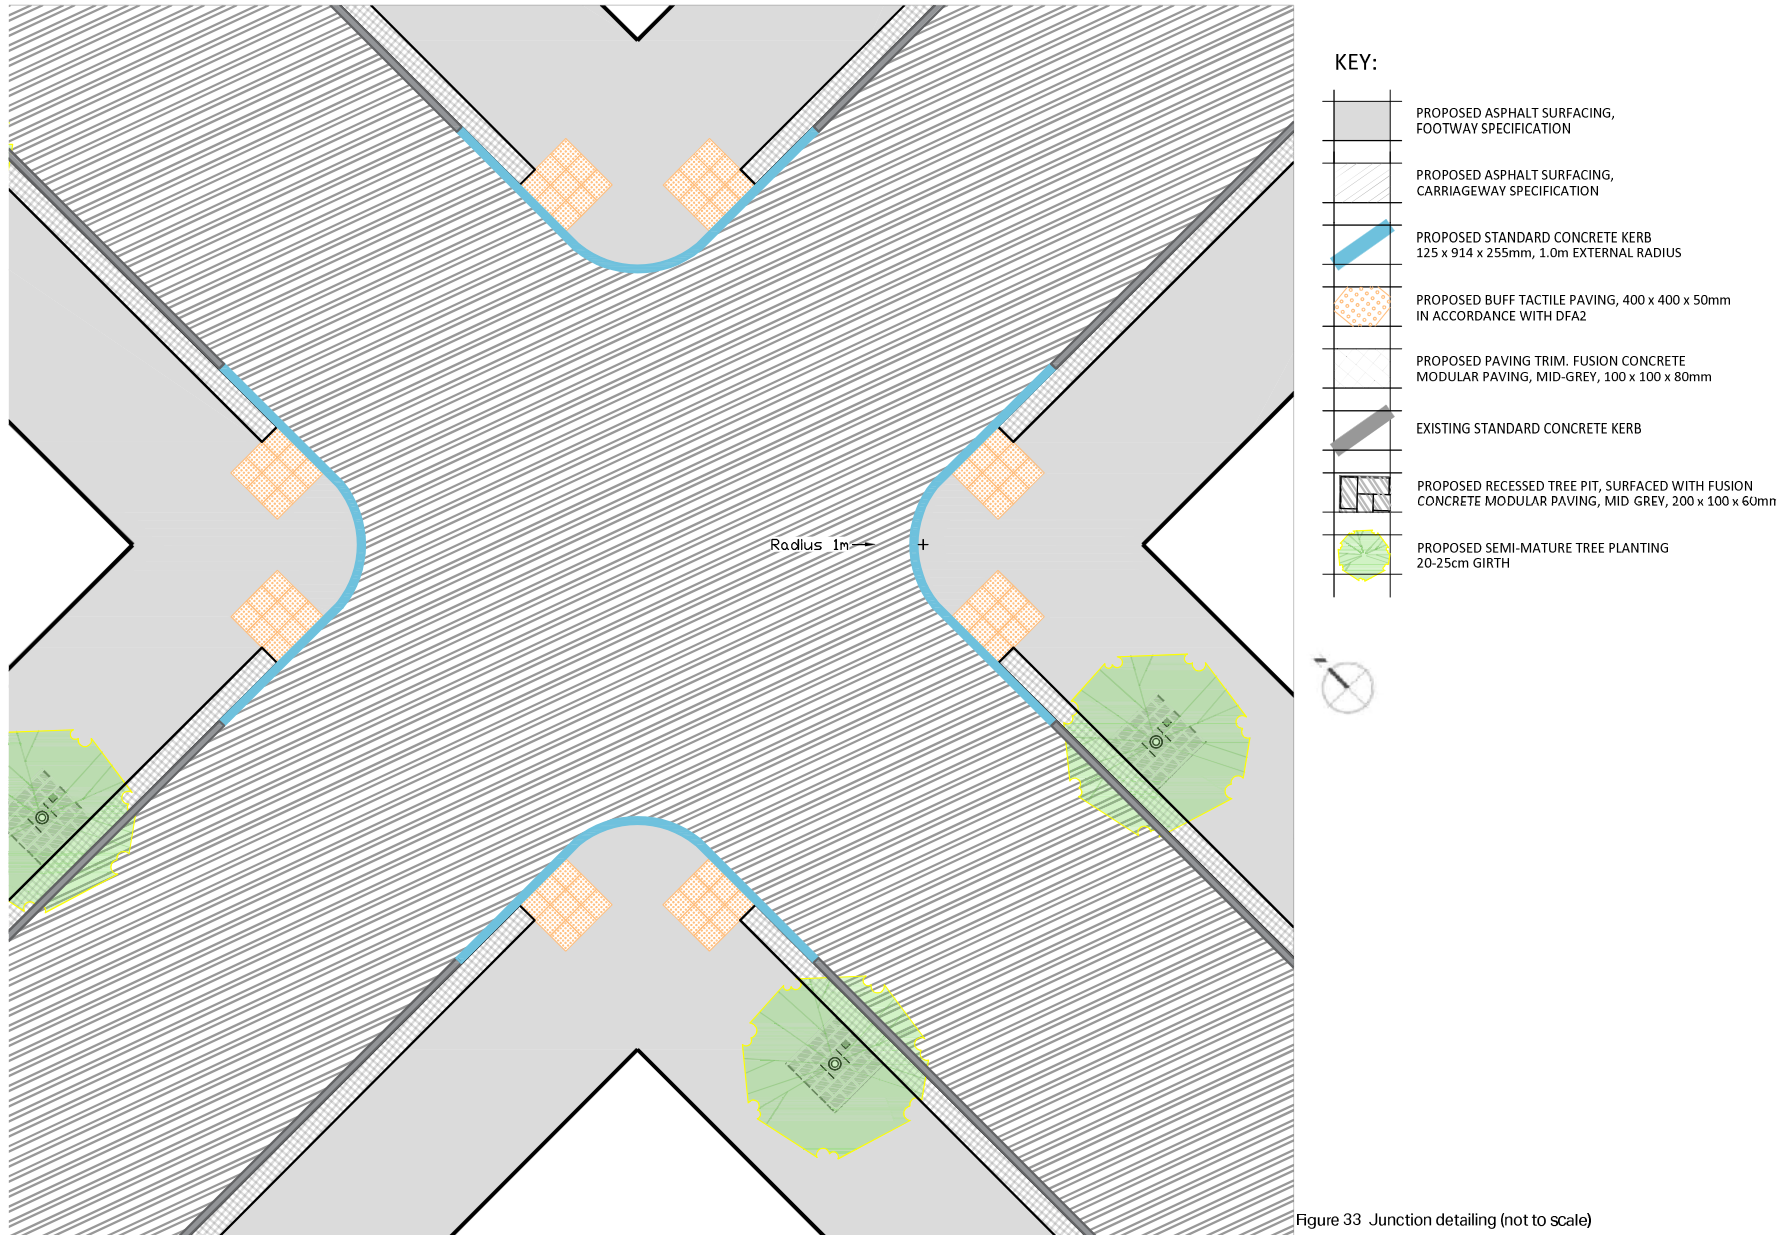 KEY:
PROPOSED ASPHALT SURFACING,
FOOTWAY SPECIFICATION
PROPOSED ASPHALT SURFACING,
CARRIAGEWAY SPECIFICATION
PROPOSED STANDARD CONCRETE KERB
125 x 914 x 255mm, 1.0m EXTERNAL RADIUS
PROPOSED BUFF TACTILE PAVING, 400 x 400 x 50mm
IN ACCORDANCE WITH DFA2
PROPOSED PAVING TRIM. FUSION CONCRETE
MODULAR PAVING, MID-GREY, 100 x 100 x 80mm
EXISTING STANDARD CONCRETE KERB
PROPOSED RECESSED TREE PIT, SURFACED WITH FUSION
CONCRETE MODULAR PAVING, MID GREY, 200 x 100 x 60mm
PROPOSED SEMI-MATURE TREE PLANTING
20-25cm GIRTH
Radius 1m
Figure 33 Junction detailing (not to scale)